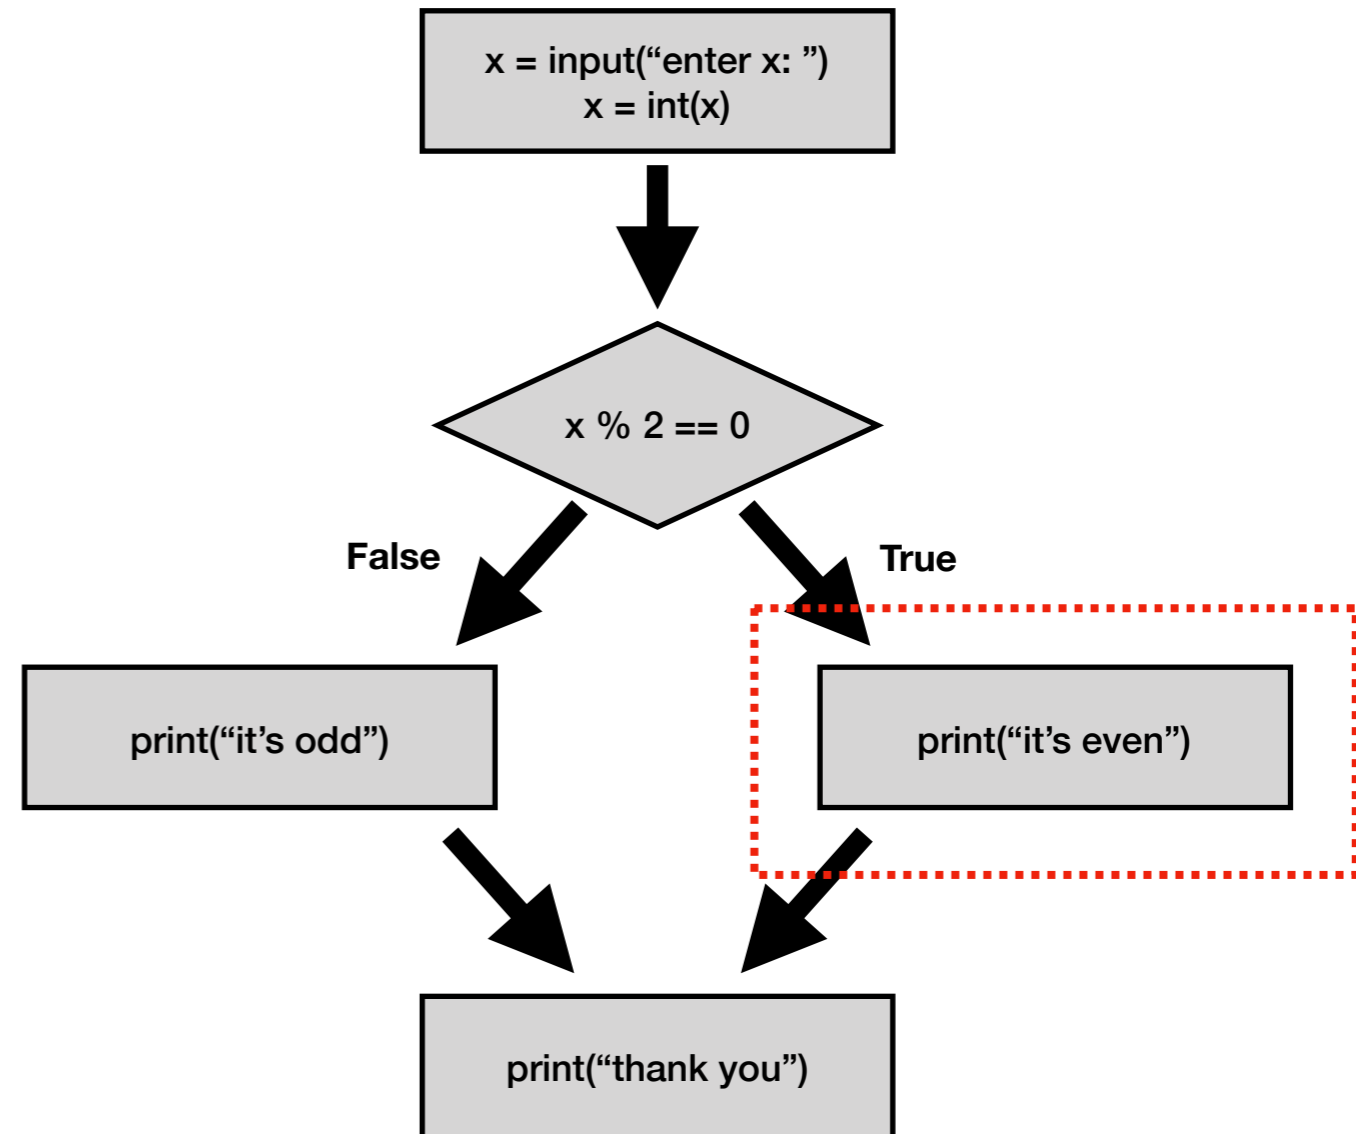 x = input(“enter x: ”)
x = int(x)
x % 2 == 0
False
True
print(“it’s odd”)
print(“it’s even”)
print(“thank you”)